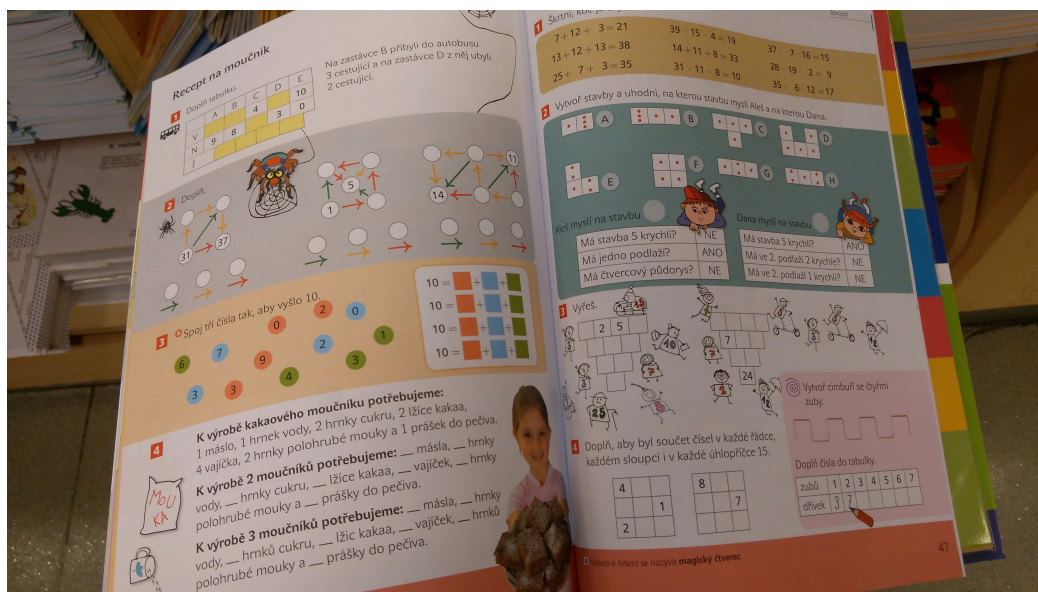 Recept na moučník
1 Doplň tabulku.
Na zastávce B přibyli do autobusu
3 cestující a na zastávce D z něj ubyli
2 cestující.
A B C D E
V 4 10
N 9 8 3 0
J
2 Doplň.
31 37
5
1
11
14
3 Spoj tři čísla tak, aby vyšlo 10.
6 7 0 2 0
9 2 1
3 3 4 3
10 = + +
10 = + +
10 = + +
10 = + +
4 K výrobě kakaového moučníku potřebujeme:
1 máslo, 1 hrnek vody, 2 hrnky cukru, 2 lžíce kakaa,
4 vajíčka, 2 hrnky polohrubé mouky a 1 prášek do pečiva.
K výrobě 2 moučníků potřebujeme: __ másla, __ hrnky
vody, __ hrnky cukru, __ lžíce kakaa, __ vajíček, __ hrnky
polohrubé mouky a __ prášky do pečiva.
K výrobě 3 moučníků potřebujeme: __ másla, __ hrnky
vody, __ hrnků cukru, __ lžic kakaa, __ vajíček, __ hrnků
polohrubé mouky a __ prášky do pečiva.
MOU
KA
1 Škrtni,
7 + 12 + 3 = 21
13 + 12 + 13 = 38
25 + 7 + 3 = 35
39 - 15 - 4 = 19
14 + 11 + 8 = 33
31 - 11 - 8 = 10
37 - 7 - 16 = 15
28 - 19 - 2 = 9
35 - 6 - 12 = 17
2 Vytvoř stavby a uhodni, na kterou stavbu myslí Aleš a na kterou Dana.
A B C D
E F G H
Aleš myslí na stavbu .
Má stavba 5 krychlí? NE
Má jedno podlaží? ANO
Má čtvercový půdorys? NE
Dana myslí na stavbu .
Má stavba 5 krychlí? ANO
Má ve 2. podlaží 2 krychle? NE
Má ve 2. podlaží 1 krychli? NE
3 Vyřeš.
2 5
7
24
10
25
12
Vytvoř cimbuří se čtyřmi
zuby.
Doplň čísla do tabulky.
zubů 1 2 3 4 5 6 7
dřívek 3 7
4 Doplň, aby byl součet čísel v každé řádce,
každém sloupci i v každé úhlopříčce 15.
4
1
2
8
7
4 řešení se nazývá magický čtverec.
47